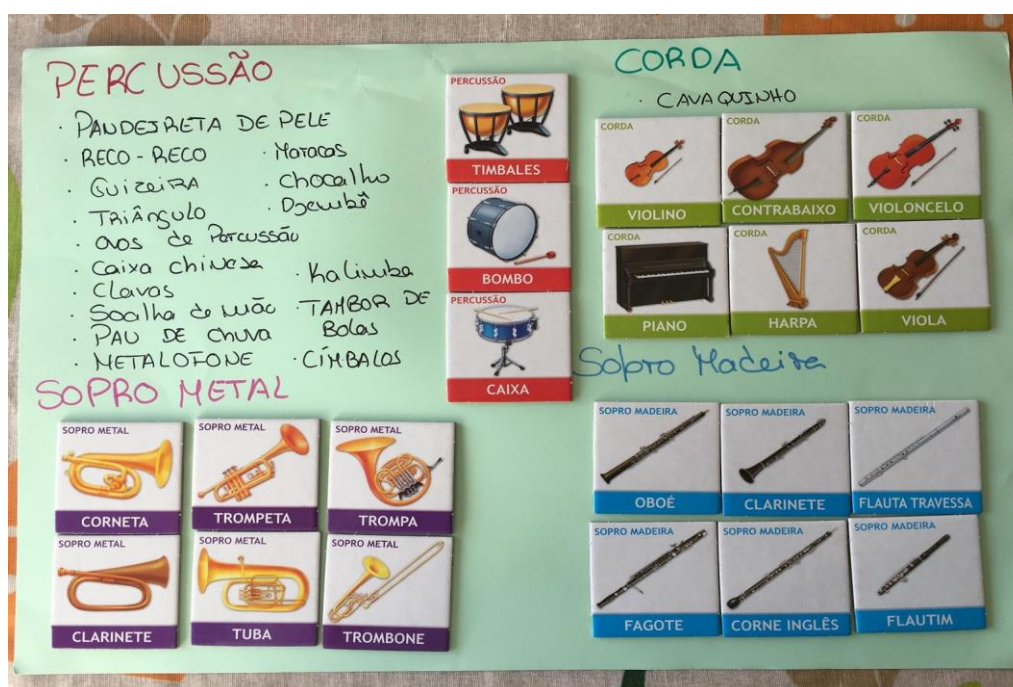 PERCUSSÃO
· PANDEIRETA DE PELE
· RECO-RECO · Maracas
· GUIZEIRA · Chocalho
· TRIÂNGULO · Djembê
· OVOS de Percussão
· Caixa chinesa · Kalimba
· Clavas
· Soalha de mão · TAMBOR DE
· PAU DE Chuva Bolas
· METALOFONE · CÍMBALOS
PERCUSSÃO
TIMBALES
PERCUSSÃO
BOMBO
PERCUSSÃO
CAIXA
CORDA
· CAVAQUINHO
CORDA CORDA CORDA
VIOLINO CONTRABAIXO VIOLONCELO
CORDA CORDA CORDA
PIANO HARPA VIOLA
SOPRO METAL
SOPRO METAL SOPRO METAL SOPRO METAL
CORNETA TROMPETA TROMPA
SOPRO METAL SOPRO METAL SOPRO METAL
CLARINETE TUBA TROMBONE
Sopro Madeira
SOPRO MADEIRA SOPRO MADEIRA SOPRO MADEIRA
OBOÉ CLARINETE FLAUTA TRAVESSA
SOPRO MADEIRA SOPRO MADEIRA SOPRO MADEIRA
FAGOTE CORNE INGLÊS FLAUTIM